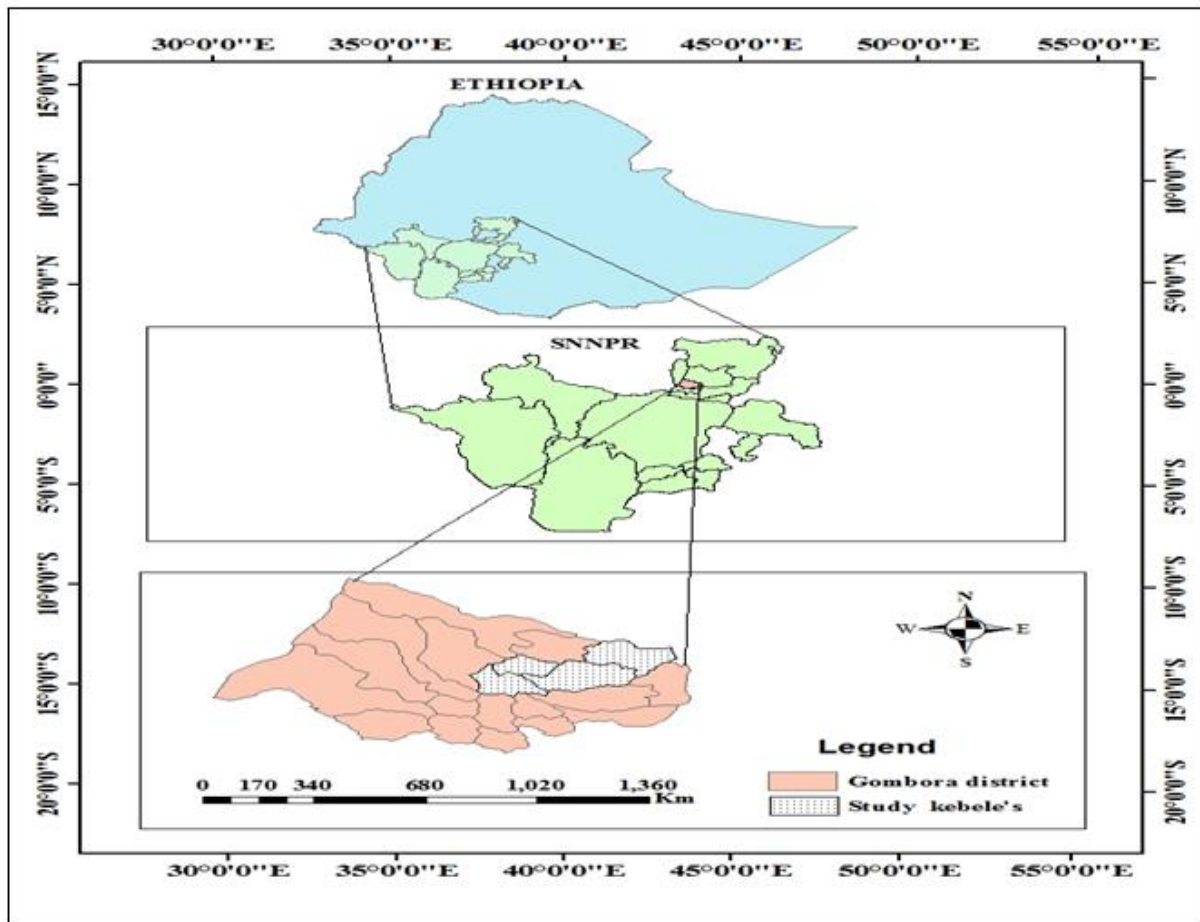 30°0'0"E 35°0'0"E 40°0'0"E 45°0'0"E 50°0'0"E 55°0'0"E
ETHIOPIA
15°0'0"N
10°0'0"N 10°0'0"N
5°0'0"N 5°0'0"N
SNNPR
0°0'0" 0°0'0"
5°0'0"S 5°0'0"S
10°0'0"S 10°0'0"S
N
W E
S
15°0'0"S 15°0'0"S
Legend
Gombora district
0 170 340 680 1,020 1,360
Km
Study kebele's
20°0'0"S 20°0'0"S
30°0'0"E 35°0'0"E 40°0'0"E 45°0'0"E 50°0'0"E 55°0'0"E